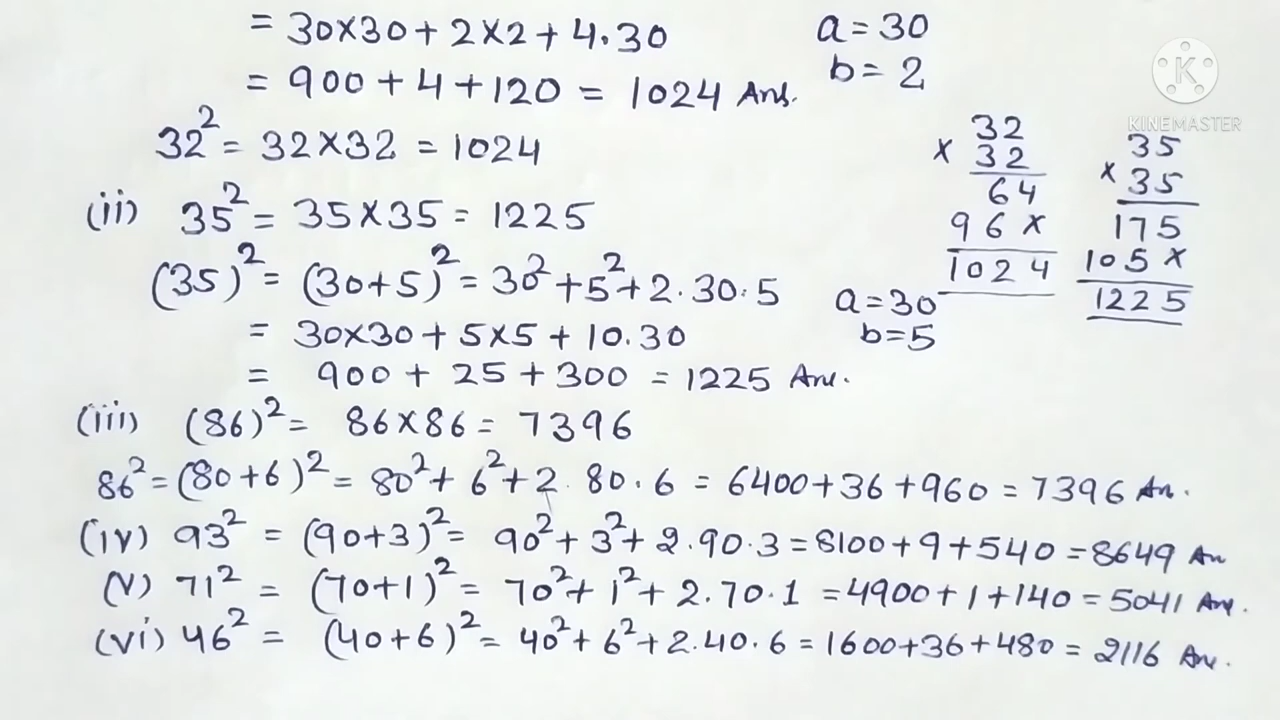 = 30×30 + 2×2 + 4.30
= 900 + 4 + 120 = 1024 Ans.
a = 30
b = 2
32² = 32×32 = 1024
(ii) 35² = 35×35 = 1225
(35)² = (30+5)² = 30² + 5² + 2.30.5
= 30×30 + 5×5 + 10.30
= 900 + 25 + 300 = 1225 Ans.
a = 30
b = 5
32
× 32
64
96×
1024
K
KINEMASTER
35
× 35
175
105×
1225
(iii) (86)² = 86×86 = 7396
86² = (80+6)² = 80² + 6² + 2.80.6 = 6400+36+960 = 7396 An.
(iv) 93² = (90+3)² = 90² + 3² + 2.90.3 = 8100+9+540 = 8649 An
(v) 71² = (70+1)² = 70² + 1² + 2.70.1 = 4900+1+140 = 5041 Ans.
(vi) 46² = (40+6)² = 40² + 6² + 2.40.6 = 1600+36+480 = 2116 Ans.